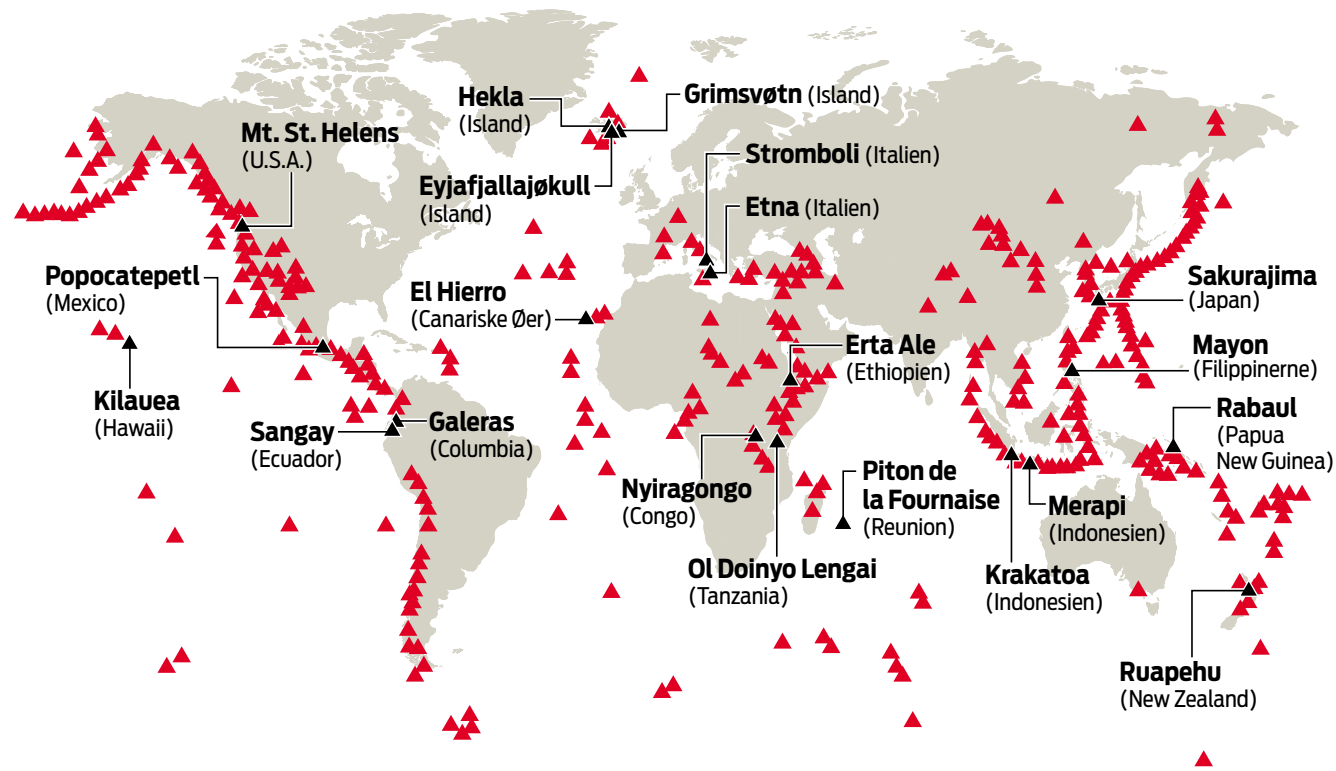 Hekla
(Island)
Grimsvøtn (Island)
Mt. St. Helens
(U.S.A.)
Stromboli (Italien)
Eyjafjallajøkull
(Island)
Etna (Italien)
Popocatepetl
(Mexico)
El Hierro
(Canariske Øer)
Sakurajima
(Japan)
Erta Ale
(Ethiopien)
Mayon
(Filippinerne)
Kilauea
(Hawaii)
Sangay
(Ecuador)
Galeras
(Columbia)
Rabaul
(Papua
New Guinea)
Nyiragongo
(Congo)
Piton de
la Fournaise
(Reunion)
Merapi
(Indonesien)
Ol Doinyo Lengai
(Tanzania)
Krakatoa
(Indonesien)
Ruapehu
(New Zealand)